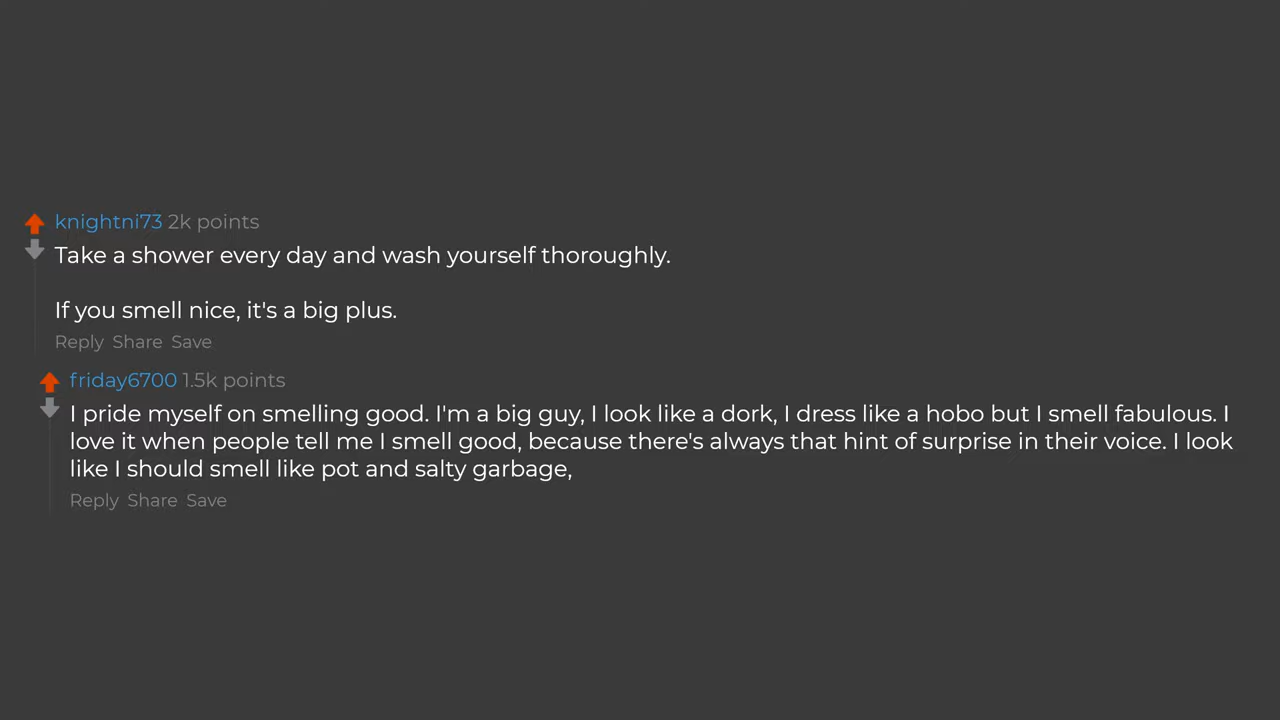 knightni73 2k points
Take a shower every day and wash yourself thoroughly.
If you smell nice, it's a big plus.
Reply Share Save
friday6700 1.5k points
I pride myself on smelling good. I'm a big guy, I look like a dork, I dress like a hobo but I smell fabulous. I
love it when people tell me I smell good, because there's always that hint of surprise in their voice. I look
like I should smell like pot and salty garbage,
Reply Share Save